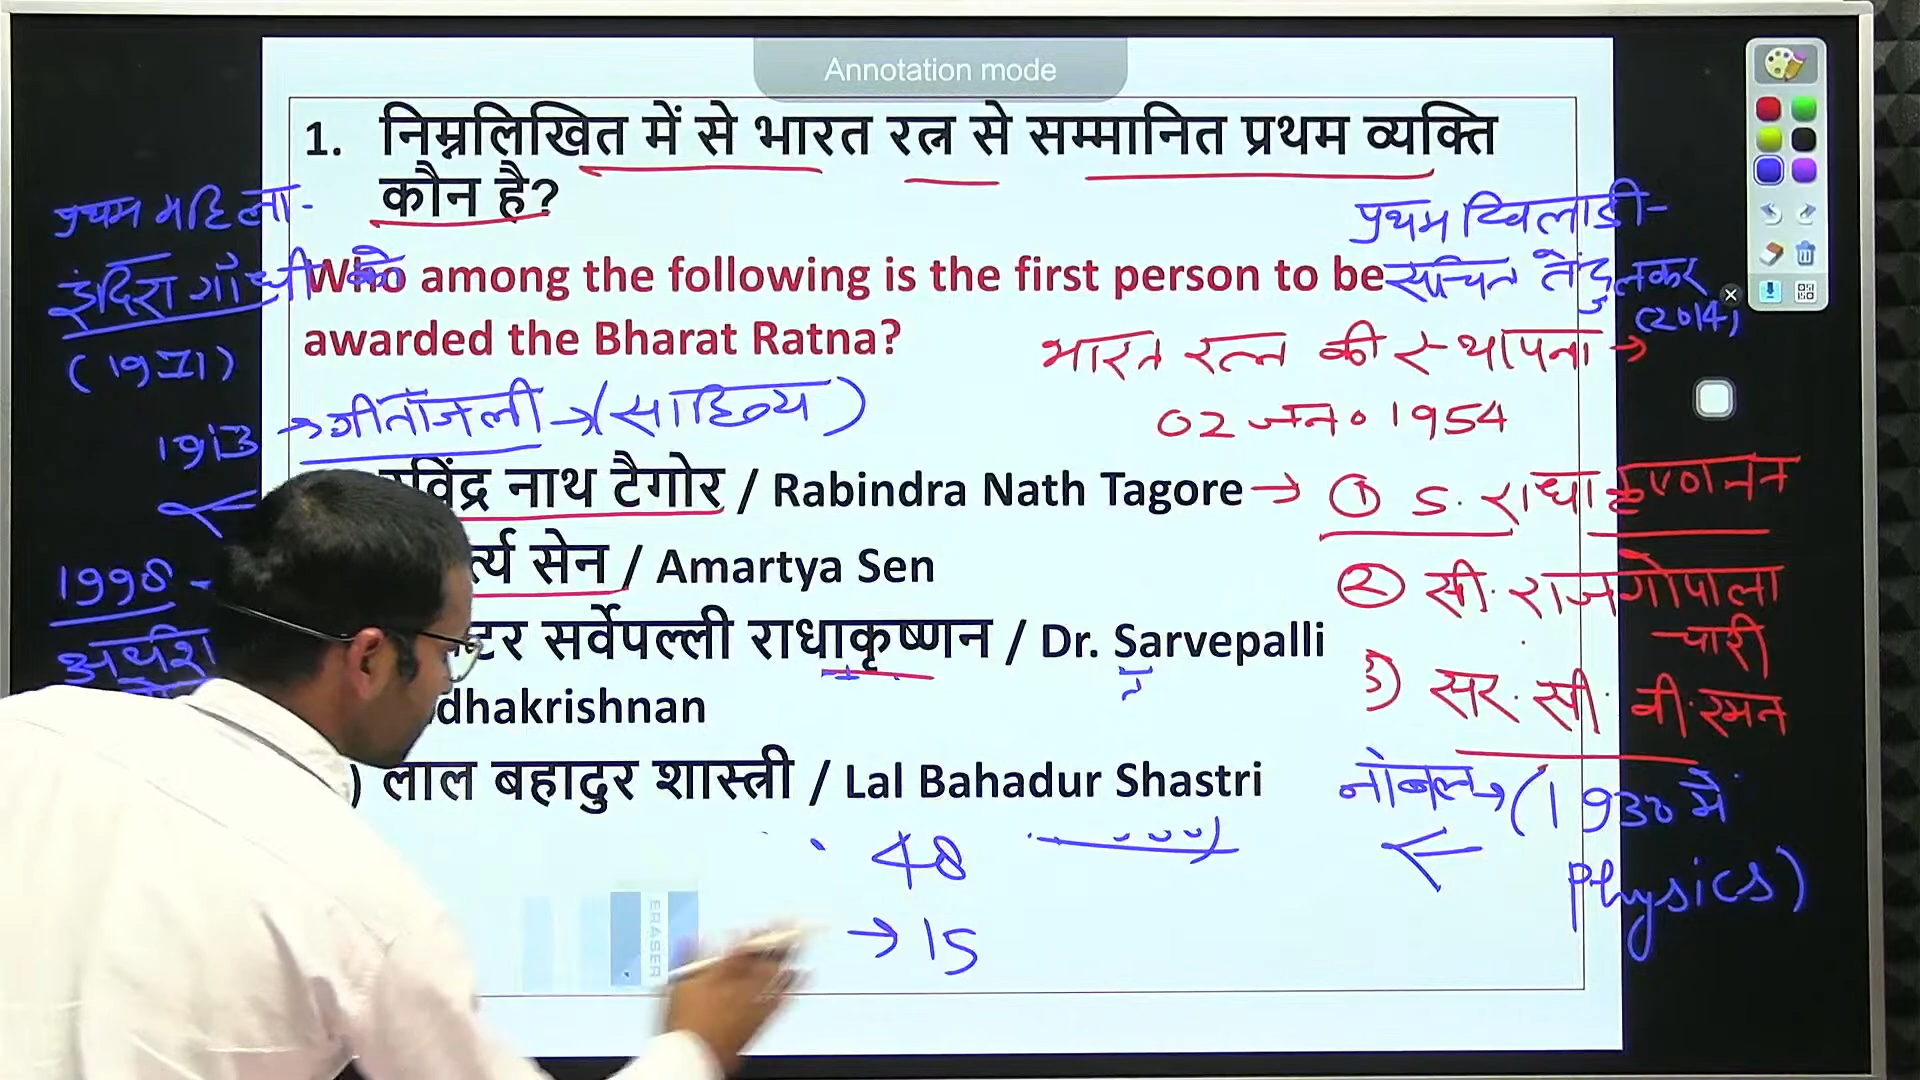 Annotation mode
1. निम्नलिखित में से भारत रत्न से सम्मानित प्रथम व्यक्ति
कौन है?
प्रथम महिला-
इंदिरा गाँधी को
(1971)
प्रथम खिलाडी-
सचिन तेंदुलकर
(2014)
Who among the following is the first person to be
awarded the Bharat Ratna?
भारत रत्न की स्थापना →
02 जन० 1954
1913 → गीतांजली → (साहित्य)
रविंद्र नाथ टैगोर / Rabindra Nath Tagore →
① S. राधाकृष्णनन
सेन / Amartya Sen
② सी. राजगोपाला
चारी
1998 -
सर्वेपल्ली राधाकृष्णन / Dr. Sarvepalli
dhakrishnan
3) सर. सी. वी. रमन
) लाल बहादुर शास्त्री / Lal Bahadur Shastri
नोबल → (1930 में
Physics)
48
→ 15
ERASER